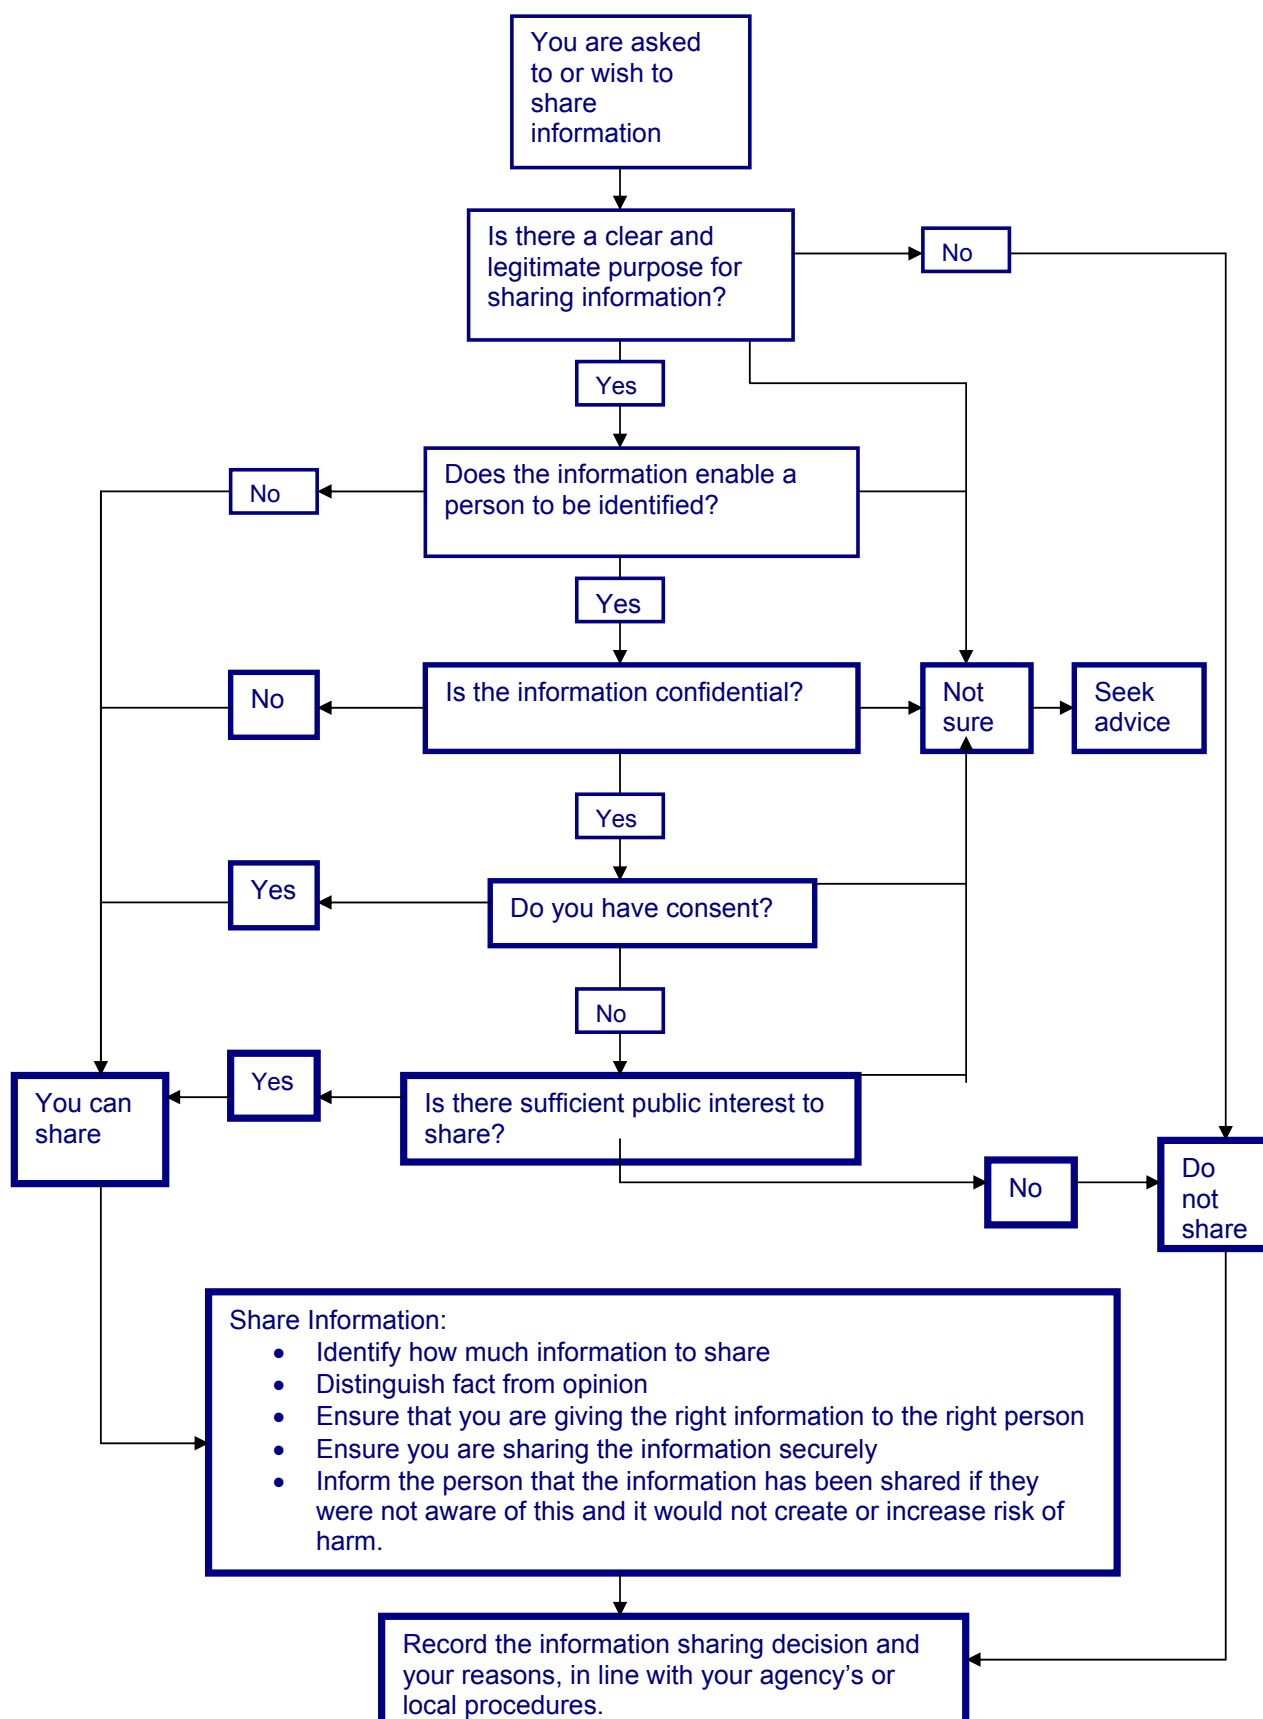 You are asked
to or wish to
share
information
Is there a clear and
legitimate purpose for
sharing information?
No
Yes
Does the information enable a
person to be identified?
No
Yes
Is the information confidential?
No
Not
sure
Seek
advice
Yes
Do you have consent?
Yes
No
Is there sufficient public interest to
share?
Yes
You can
share
No
Do
not
share
Share Information:
• Identify how much information to share
• Distinguish fact from opinion
• Ensure that you are giving the right information to the right person
• Ensure you are sharing the information securely
• Inform the person that the information has been shared if they
were not aware of this and it would not create or increase risk of
harm.
Record the information sharing decision and
your reasons, in line with your agency’s or
local procedures.